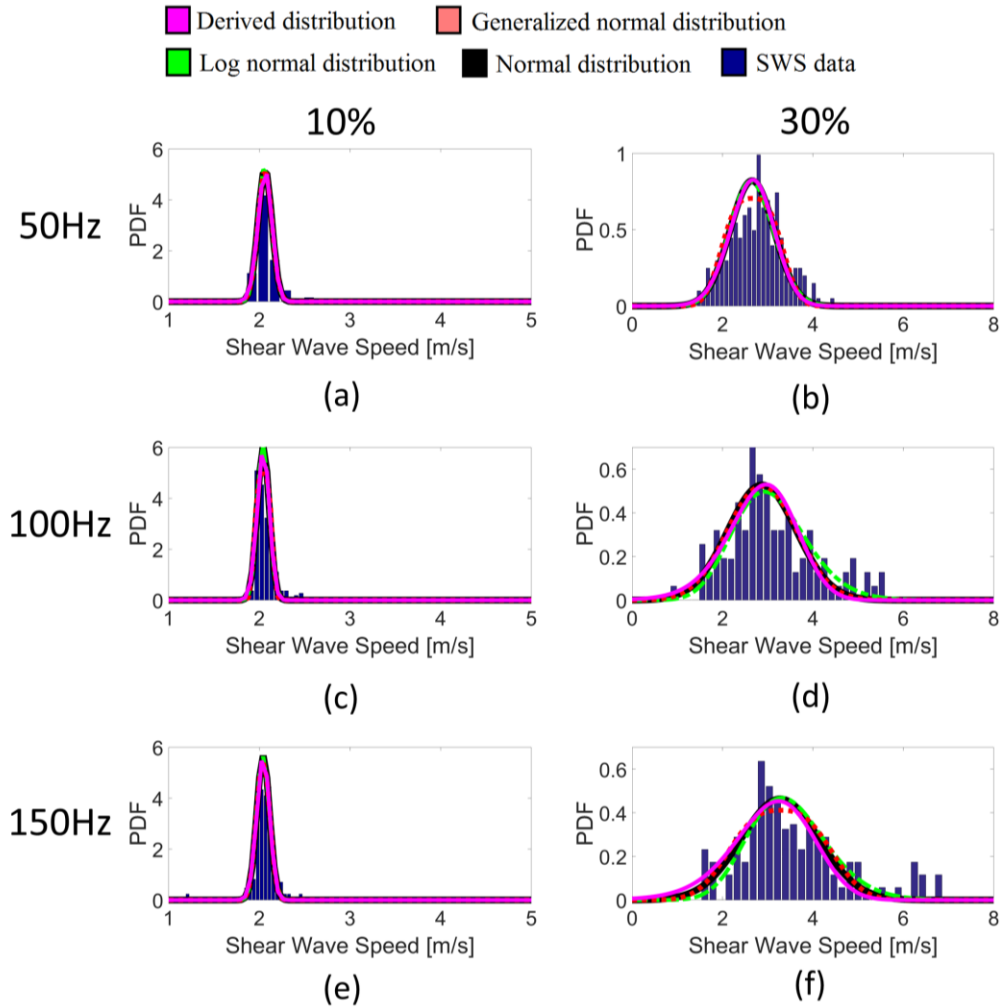 Derived distribution Generalized normal distribution
Log normal distribution Normal distribution SWS data
10% 30%
50Hz
PDF
6
4
2
0
1 2 3 4 5
Shear Wave Speed [m/s]
(a)
PDF
1
0.5
0
0 2 4 6 8
Shear Wave Speed [m/s]
(b)
100Hz
PDF
6
4
2
0
1 2 3 4 5
Shear Wave Speed [m/s]
(c)
PDF
0.6
0.4
0.2
0
0 2 4 6 8
Shear Wave Speed [m/s]
(d)
150Hz
PDF
6
4
2
0
1 2 3 4 5
Shear Wave Speed [m/s]
(e)
PDF
0.6
0.4
0.2
0
0 2 4 6 8
Shear Wave Speed [m/s]
(f)